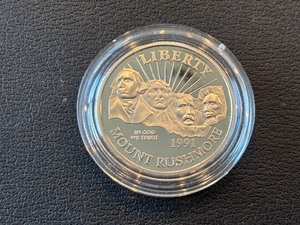 LIBERTY
IN GOD
WE TRUST
1991
MOUNT RUSHMORE